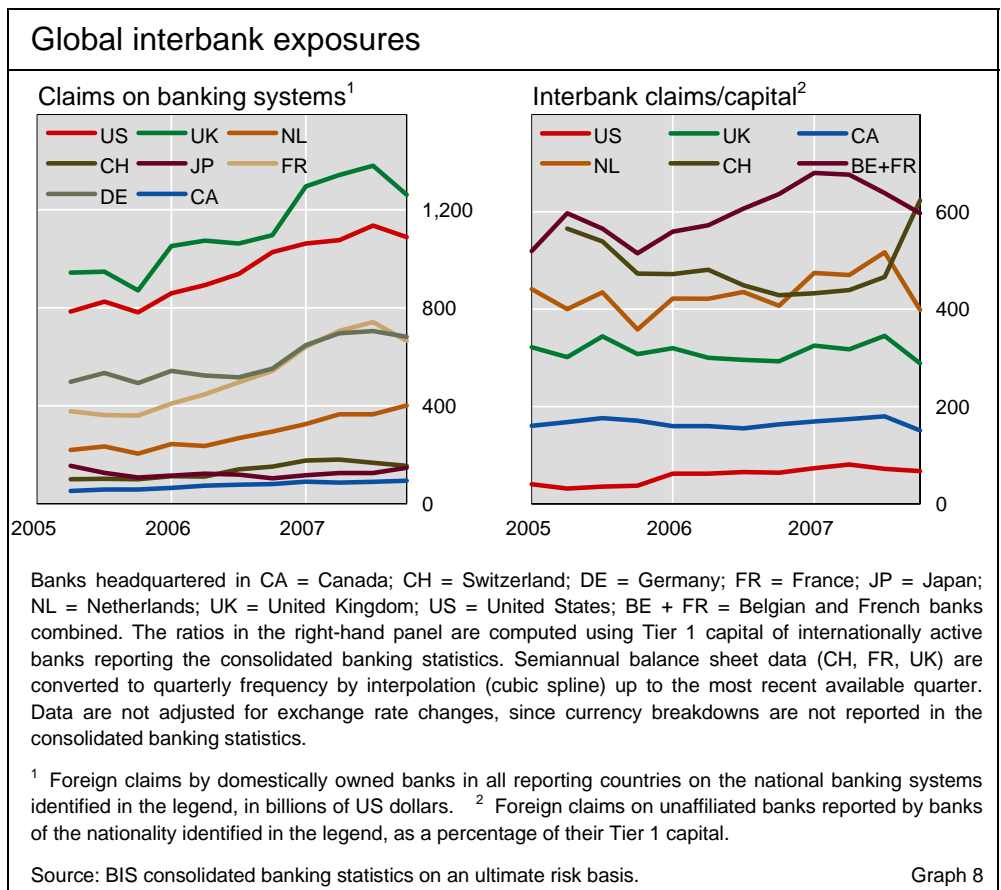 Global interbank exposures
Claims on banking systems1
US UK NL
CH JP FR
DE CA
1,200
800
400
0
2005 2006 2007
Interbank claims/capital2
US UK CA
NL CH BE+FR
600
400
200
0
2005 2006 2007
Banks headquartered in CA = Canada; CH = Switzerland; DE = Germany; FR = France; JP = Japan;
NL = Netherlands; UK = United Kingdom; US = United States; BE + FR = Belgian and French banks
combined. The ratios in the right-hand panel are computed using Tier 1 capital of internationally active
banks reporting the consolidated banking statistics. Semiannual balance sheet data (CH, FR, UK) are
converted to quarterly frequency by interpolation (cubic spline) up to the most recent available quarter.
Data are not adjusted for exchange rate changes, since currency breakdowns are not reported in the
consolidated banking statistics.
1 Foreign claims by domestically owned banks in all reporting countries on the national banking systems
identified in the legend, in billions of US dollars. 2 Foreign claims on unaffiliated banks reported by banks
of the nationality identified in the legend, as a percentage of their Tier 1 capital.
Source: BIS consolidated banking statistics on an ultimate risk basis. Graph 8